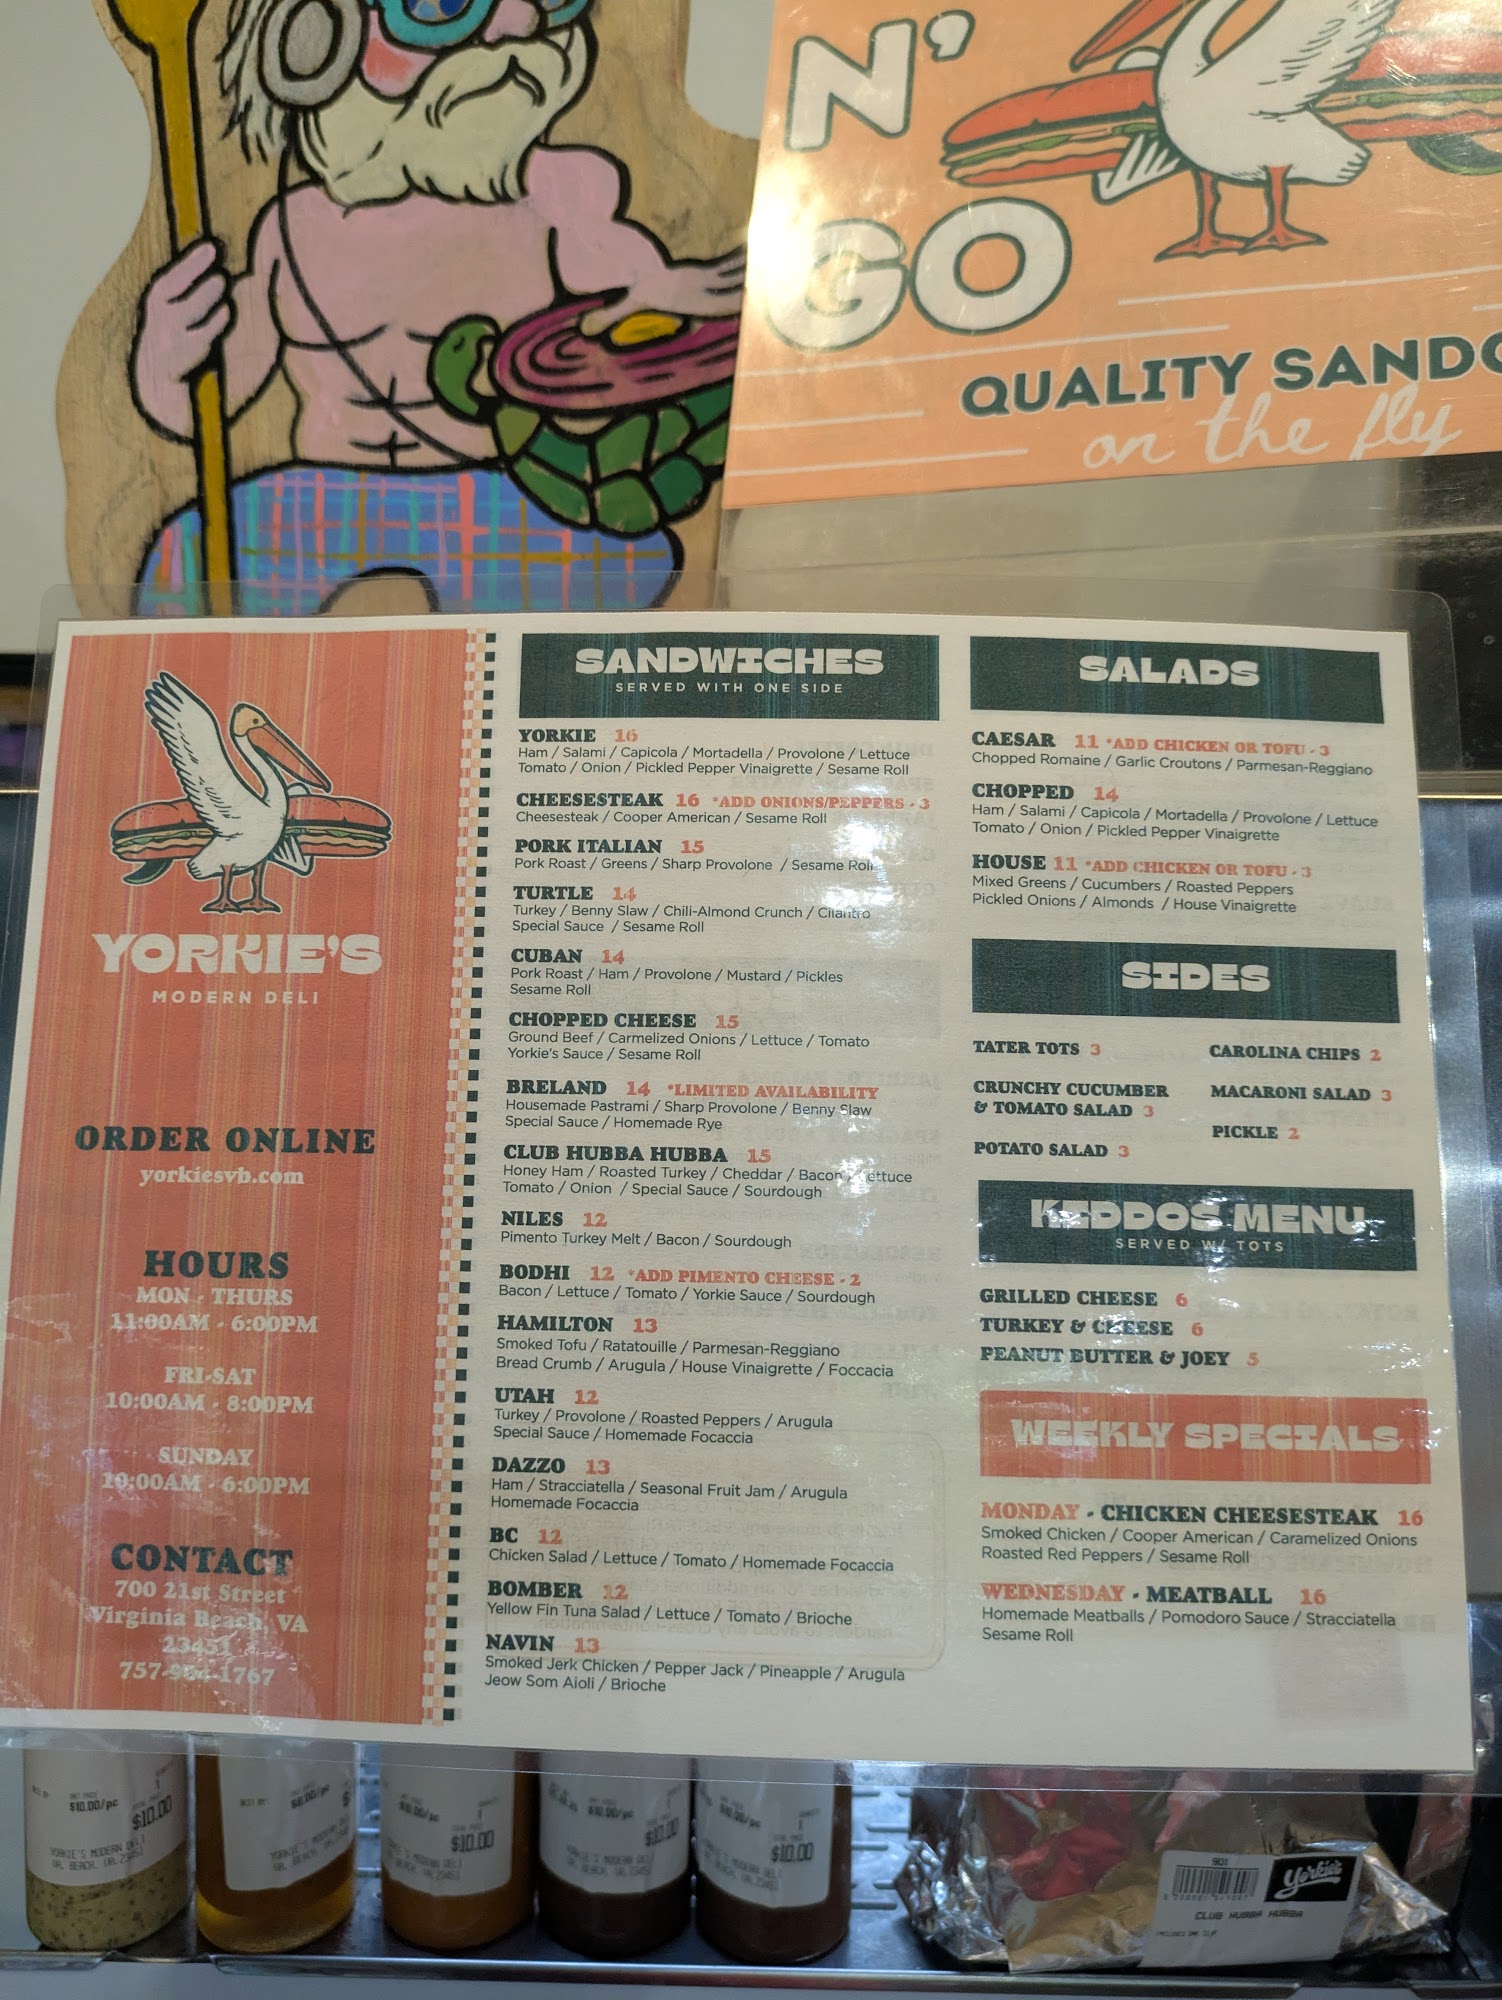 N'
GO
QUALITY
on the fly
YORKIE'S
MODERN DELI
ORDER ONLINE
yorkiesvb.com
HOURS
MON - THURS
11:00AM - 6:00PM
FRI-SAT
10:00AM - 8:00PM
SUNDAY
10:00AM - 6:00PM
CONTACT
700 21st Street
Virginia Beach, VA
23451
757-904-1767
SANDWICHES
SERVED WITH ONE SIDE
YORKIE 16
Ham / Salami / Capicola / Mortadella / Provolone / Lettuce
Tomato / Onion / Pickled Pepper Vinaigrette / Sesame Roll
CHEESESTEAK 16 *ADD ONIONS/PEPPERS - 3
Cheesesteak / Cooper American / Sesame Roll
PORK ITALIAN 15
Pork Roast / Greens / Sharp Provolone / Sesame Roll
TURTLE 14
Turkey / Benny Slaw / Chili-Almond Crunch / Cilantro
Special Sauce / Sesame Roll
CUBAN 14
Pork Roast / Ham / Provolone / Mustard / Pickles
Sesame Roll
CHOPPED CHEESE 15
Ground Beef / Carmelized Onions / Lettuce / Tomato
Yorkie's Sauce / Sesame Roll
BRELAND 14 *LIMITED AVAILABILITY
Housemade Pastrami / Sharp Provolone / Benny Slaw
Special Sauce / Homemade Rye
CLUB HUBBA HUBBA 15
Honey Ham / Roasted Turkey / Cheddar / Bacon / Lettuce
Tomato / Onion / Special Sauce / Sourdough
NILES 12
Pimento Turkey Melt / Bacon / Sourdough
BODHI 12 *ADD PIMENTO CHEESE - 2
Bacon / Lettuce / Tomato / Yorkie Sauce / Sourdough
HAMILTON 13
Smoked Tofu / Ratatouille / Parmesan-Reggiano
Bread Crumb / Arugula / House Vinaigrette / Foccacia
UTAH 12
Turkey / Provolone / Roasted Peppers / Arugula
Special Sauce / Homemade Focaccia
DAZZO 13
Ham / Stracciatella / Seasonal Fruit Jam / Arugula
Homemade Focaccia
BC 12
Chicken Salad / Lettuce / Tomato / Homemade Focaccia
BOMBER 12
Yellow Fin Tuna Salad / Lettuce / Tomato / Brioche
NAVIN 13
Smoked Jerk Chicken / Pepper Jack / Pineapple / Arugula
Jeow Som Aioli / Brioche
SALADS
CAESAR 11 *ADD CHICKEN OR TOFU - 3
Chopped Romaine / Garlic Croutons / Parmesan-Reggiano
CHOPPED 14
Ham / Salami / Capicola / Mortadella / Provolone / Lettuce
Tomato / Onion / Pickled Pepper Vinaigrette
HOUSE 11 *ADD CHICKEN OR TOFU - 3
Mixed Greens / Cucumbers / Roasted Peppers
Pickled Onions / Almonds / House Vinaigrette
SIDES
TATER TOTS 3
CRUNCHY CUCUMBER
& TOMATO SALAD 3
POTATO SALAD 3
CAROLINA CHIPS 2
MACARONI SALAD 3
PICKLE 2
KEDDOS MENU
SERVED W/ TOTS
GRILLED CHEESE 6
TURKEY & CHEESE 6
PEANUT BUTTER & JOEY 5
WEEKLY SPECIALS
MONDAY - CHICKEN CHEESESTEAK 16
Smoked Chicken / Cooper American / Caramelized Onions
Roasted Red Peppers / Sesame Roll
WEDNESDAY - MEATBALL 16
Homemade Meatballs / Pomodoro Sauce / Stracciatella
Sesame Roll
$10.00/pc
$10.00
YORKIE'S MODERN DELI
$10.00
$10.00
$10.00
Yorkie's
CLUB HUBBA HUBBA